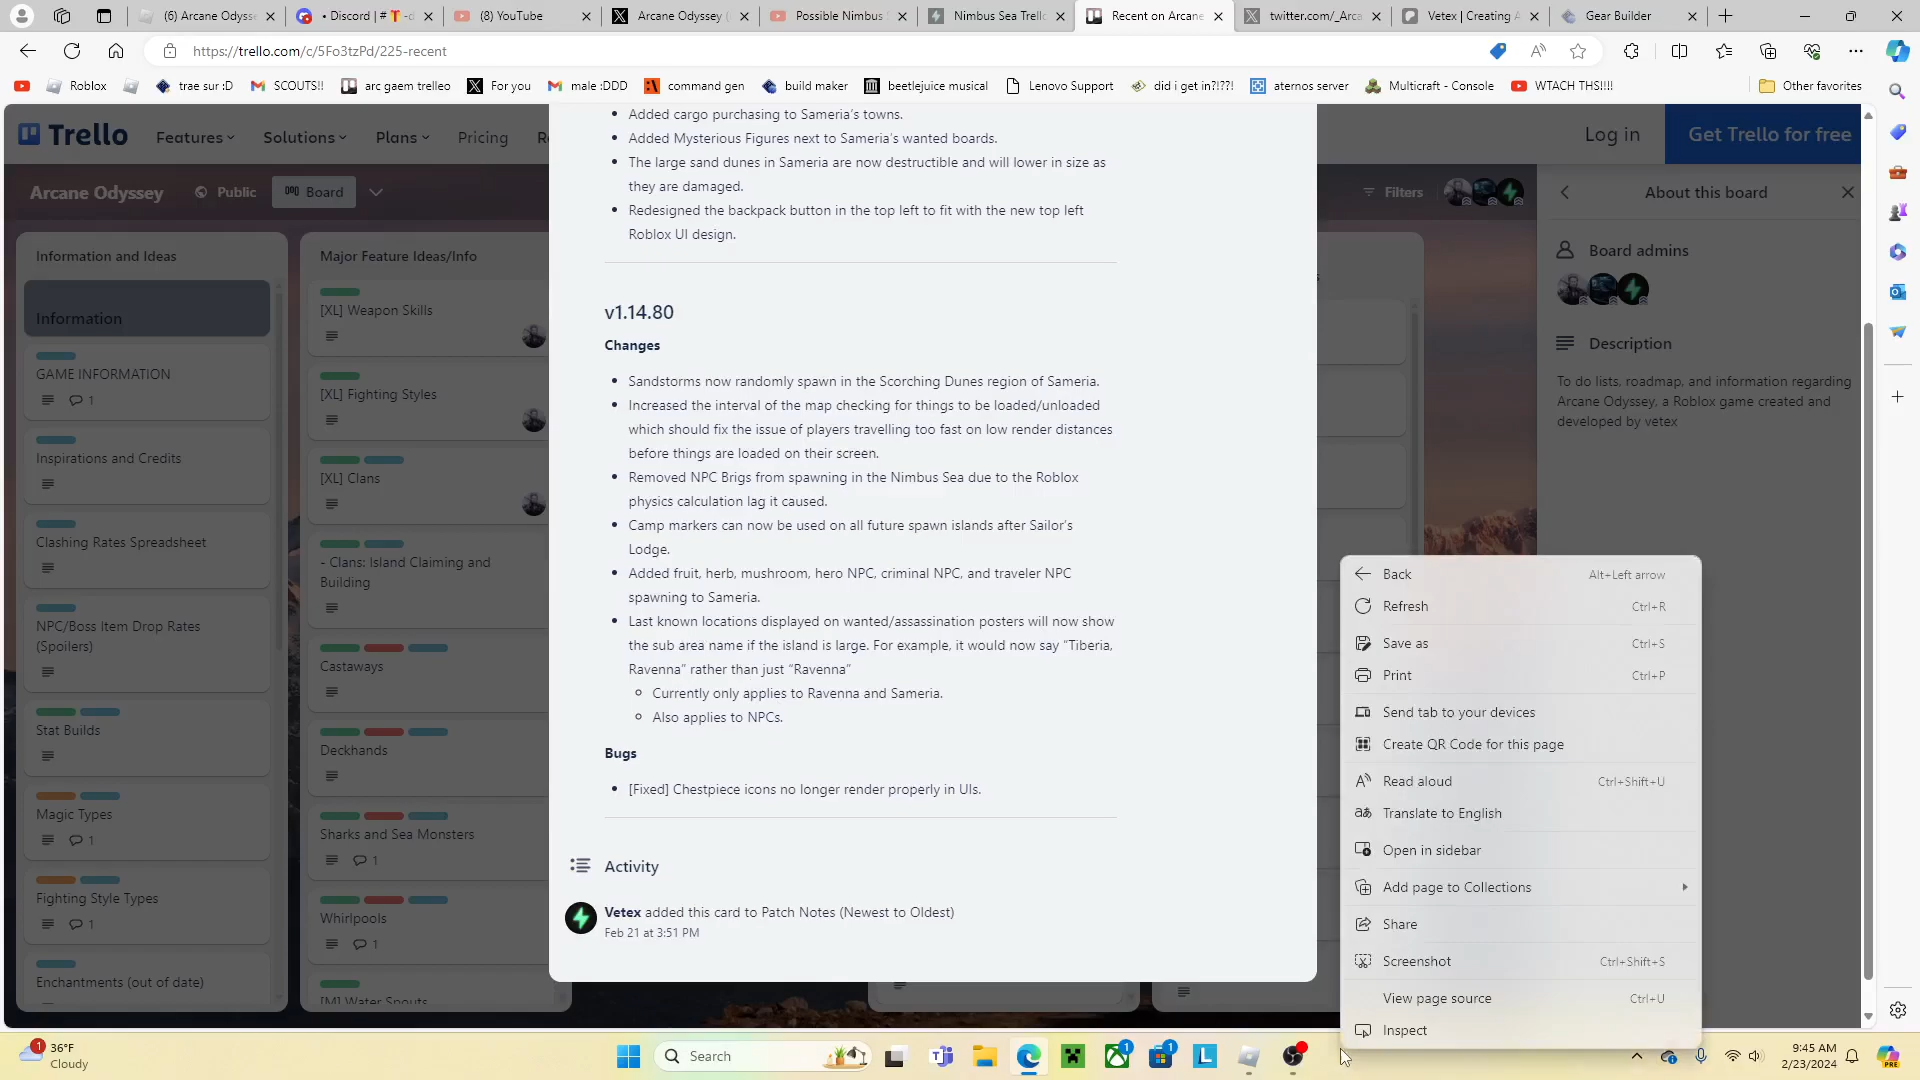 (6) Arcane Odyss
• Discord | #
- d
(8) YouTube
Arcane Odyssey (
Possible Nimbus S
Nimbus Sea Trello
Recent on Arcane
twitter.com/_Arca
Vetex | Creating A
Gear Builder
https://trello.com/c/5Fo3tzPd/225-recent
Roblox
trae sur :D
SCOUTS!!
arc gaem trelleo
For you
male :DDD
command gen
build maker
beetlejuice musical
Lenovo Support
did i get in?!??!
aternos server
Multicraft - Console
WTACH THS!!!!
Other favorites
Trello
Features
Solutions
Plans
Pricing
Log in
Get Trello for free
Arcane Odyssey
Public
Board
Filters
About this board
Information and Ideas
Information
GAME INFORMATION
1
Inspirations and Credits
Clashing Rates Spreadsheet
NPC/Boss Item Drop Rates
(Spoilers)
Stat Builds
Magic Types
1
Fighting Style Types
1
Enchantments (out of date)
Major Feature Ideas/Info
[XL] Weapon Skills
[XL] Fighting Styles
[XL] Clans
- Clans: Island Claiming and
Building
Castaways
Deckhands
Sharks and Sea Monsters
1
Whirlpools
1
[M] Water Spouts
• Added cargo purchasing to Sameria's towns.
• Added Mysterious Figures next to Sameria's wanted boards.
• The large sand dunes in Sameria are now destructible and will lower in size as
they are damaged.
• Redesigned the backpack button in the top left to fit with the new top left
Roblox UI design.
v1.14.80
Changes
• Sandstorms now randomly spawn in the Scorching Dunes region of Sameria.
• Increased the interval of the map checking for things to be loaded/unloaded
which should fix the issue of players travelling too fast on low render distances
before things are loaded on their screen.
• Removed NPC Brigs from spawning in the Nimbus Sea due to the Roblox
physics calculation lag it caused.
• Camp markers can now be used on all future spawn islands after Sailor's
Lodge.
• Added fruit, herb, mushroom, hero NPC, criminal NPC, and traveler NPC
spawning to Sameria.
• Last known locations displayed on wanted/assassination posters will now show
the sub area name if the island is large. For example, it would now say “Tiberia,
Ravenna” rather than just “Ravenna”
◦ Currently only applies to Ravenna and Sameria.
◦ Also applies to NPCs.
Bugs
• [Fixed] Chestpiece icons no longer render properly in UIs.
Activity
Vetex added this card to Patch Notes (Newest to Oldest)
Feb 21 at 3:51 PM
Board admins
Description
To do lists, roadmap, and information regarding
Arcane Odyssey, a Roblox game created and
developed by vetex
Back Alt+Left arrow
Refresh Ctrl+R
Save as Ctrl+S
Print Ctrl+P
Send tab to your devices
Create QR Code for this page
Read aloud Ctrl+Shift+U
Translate to English
Open in sidebar
Add page to Collections
Share
Screenshot Ctrl+Shift+S
View page source Ctrl+U
Inspect
1
36°F
Cloudy
Search
1
1
9:45 AM
2/23/2024
PRE